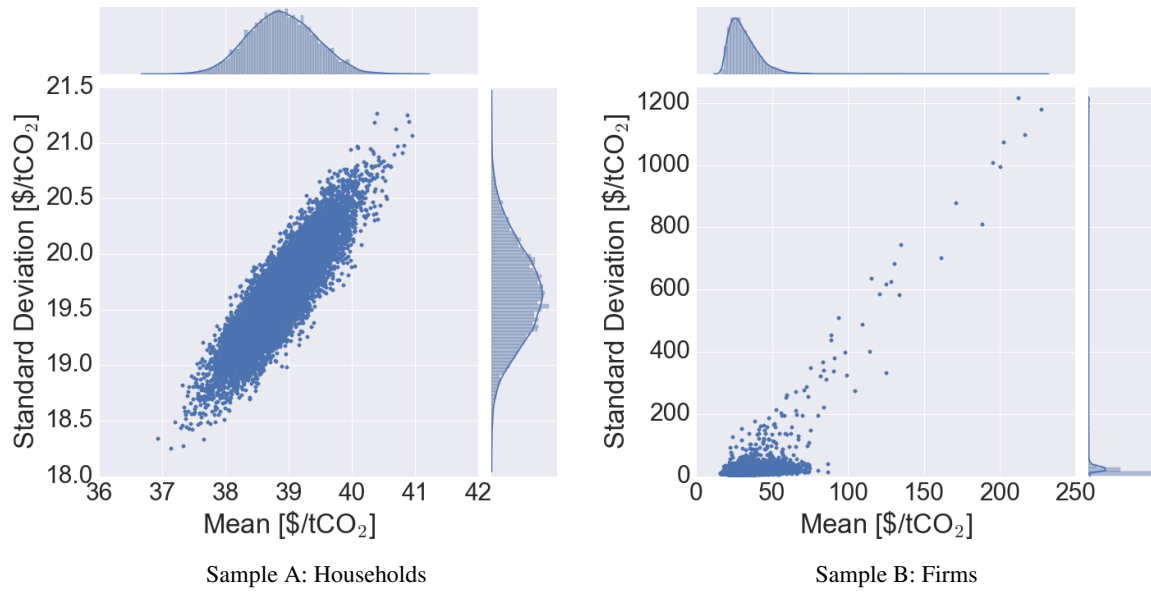 21.5
21.0
20.5
20.0
19.5
19.0
18.5
18.0
Standard Deviation [$/tCO₂]
36 37 38 39 40 41 42
Mean [$/tCO₂]
Sample A: Households
1200
1000
800
600
400
200
0
Standard Deviation [$/tCO₂]
0 50 100 150 200 250
Mean [$/tCO₂]
Sample B: Firms